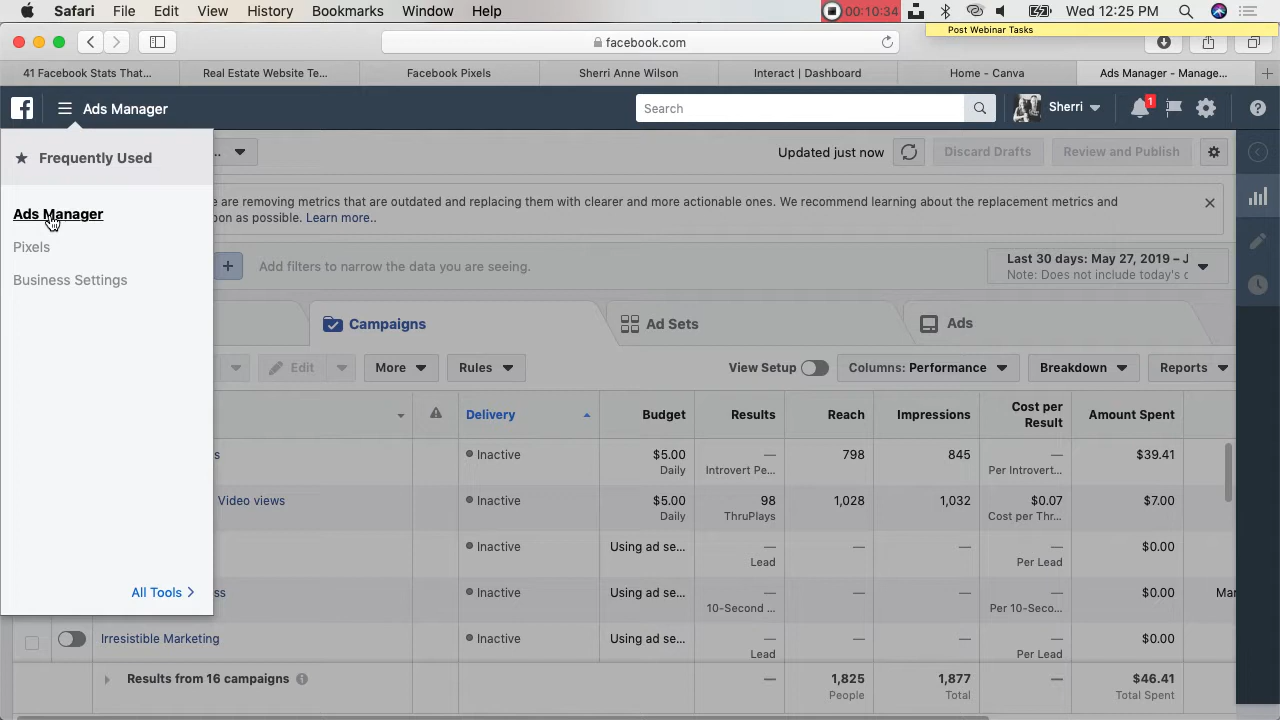 Safari File Edit View History Bookmarks Window Help 00:10:34 Wed 12:25 PM
Post Webinar Tasks
facebook.com
41 Facebook Stats That...
Real Estate Website Te...
Facebook Pixels
Sherri Anne Wilson
Interact | Dashboard
Home - Canva
Ads Manager - Manage...
Ads Manager
Search
Sherri
1
Frequently Used
Ads Manager
Pixels
Business Settings
All Tools
...
Updated just now
Discard Drafts
Review and Publish
e are removing metrics that are outdated and replacing them with clearer and more actionable ones. We recommend learning about the replacement metrics and
oon as possible. Learn more..
+
Add filters to narrow the data you are seeing.
Last 30 days: May 27, 2019 – J
Note: Does not include today's c
Campaigns
Ad Sets
Ads
Edit
More
Rules
View Setup
Columns: Performance
Breakdown
Reports
Delivery Budget Results Reach Impressions Cost per Result Amount Spent
s Inactive $5.00 — 798 845 — $39.41
Daily Introvert Pe... Per Introvert...
Video views Inactive $5.00 98 1,028 1,032 $0.07 $7.00
Daily ThruPlays Cost per Thr...
Inactive Using ad se... — — — — $0.00
Lead Per Lead
ss Inactive Using ad se... — — — — $0.00 Mar
10-Second ... Per 10-Seco...
Irresistible Marketing Inactive Using ad se... — — — — $0.00
Lead Per Lead
Results from 16 campaigns — 1,825 1,877 — $46.41
People Total Total Spent